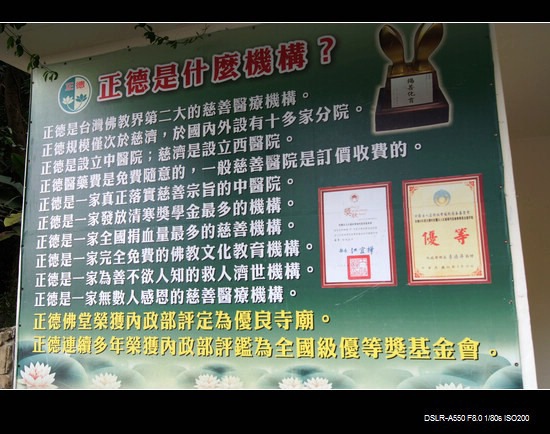 正德是什麼機構？
正德
正德是台灣佛教界第二大的慈善醫療機構。
正德規模僅次於慈濟，於國內外設有十多家分院。
正德是設立中醫院；慈濟是設立西醫院。
正德醫藥費是免費隨意的，一般慈善醫院是訂價收費的。
正德是一家真正落實慈善宗旨的中醫院。
正德是一家發放清寒獎學金最多的機構。
正德是一家全國捐血量最多的慈善機構。
正德是一家完全免費的佛教文化教育機構。
正德是一家為善不欲人知的救人濟世機構。
正德是一家無數人感恩的慈善醫療機構。
正德佛堂榮獲內政部評定為優良寺廟。
正德連續多年榮獲內政部評鑑為全國級優等獎基金會。
優等
DSLR-A550 F8.0 1/80s ISO200